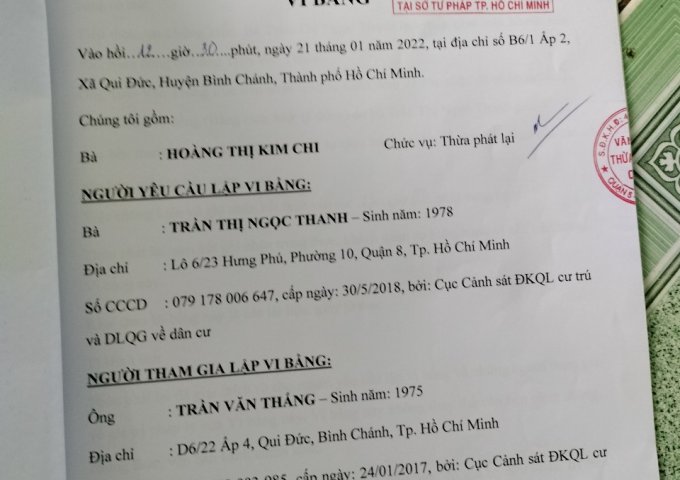 VI BẰNG
TẠI SỞ TƯ PHÁP TP. HỒ CHÍ MINH
Vào hồi...12....giờ...30....phút, ngày 21 tháng 01 năm 2022, tại địa chỉ số B6/1 Ấp 2,
Xã Qui Đức, Huyện Bình Chánh, Thành phố Hồ Chí Minh.
Chúng tôi gồm:
Bà : HOÀNG THỊ KIM CHI Chức vụ: Thừa phát lại
S.Đ.K.H.Đ:
VĂN
THỪA
QUẬN 5
NGƯỜI YÊU CẦU LẬP VI BẰNG:
Bà : TRẦN THỊ NGỌC THANH – Sinh năm: 1978
Địa chỉ : Lô 6/23 Hưng Phú, Phường 10, Quận 8, Tp. Hồ Chí Minh
Số CCCD : 079 178 006 647, cấp ngày: 30/5/2018, bởi: Cục Cảnh sát ĐKQL cư trú
và DLQG về dân cư
NGƯỜI THAM GIA LẬP VI BẰNG:
Ông : TRẦN VĂN THẮNG – Sinh năm: 1975
Địa chỉ : D6/22 Ấp 4, Qui Đức, Bình Chánh, Tp. Hồ Chí Minh
085, cấp ngày: 24/01/2017, bởi: Cục Cảnh sát ĐKQL cư